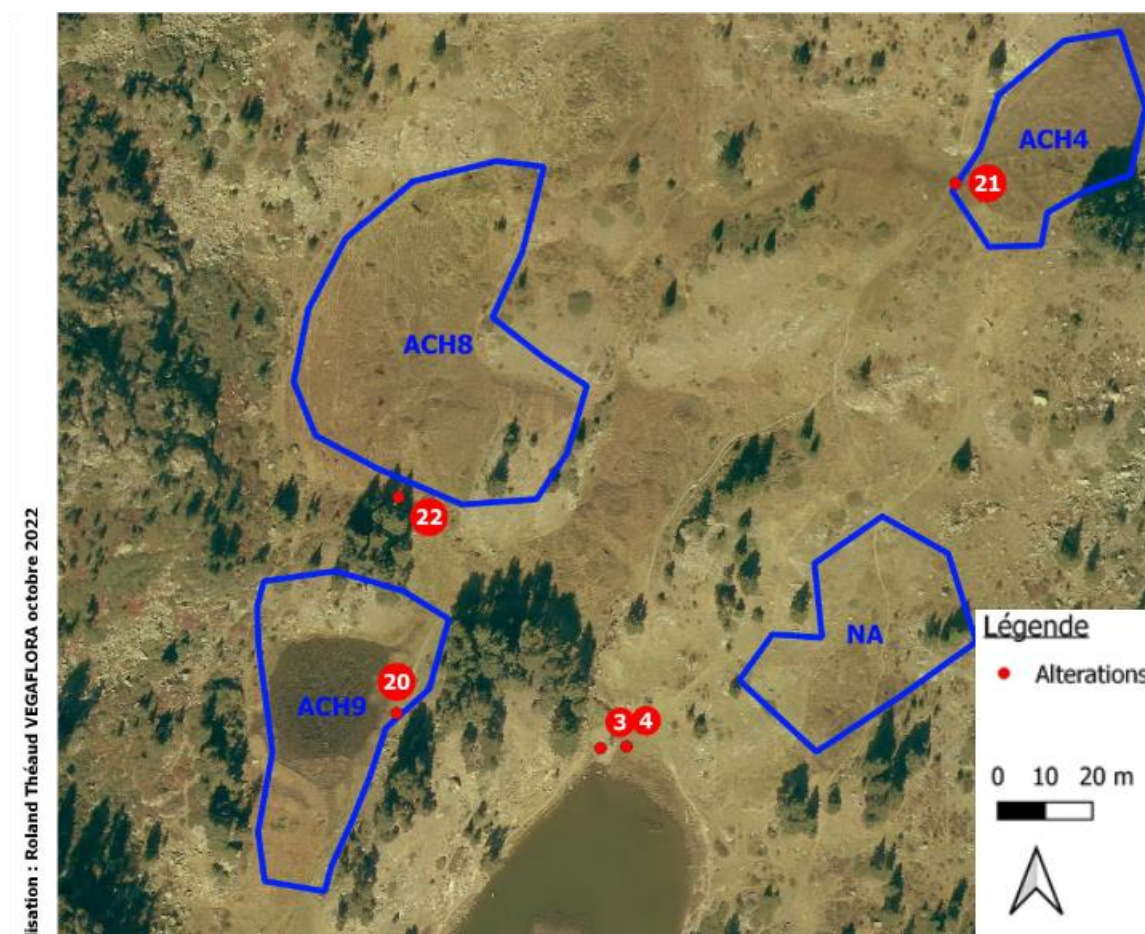 ACH4
21
ACH8
22
NA
20
ACH9
3 4
Légende
Alterations
0 10 20 m
isation : Roland Théaud VEGAFLORA octobre 2022